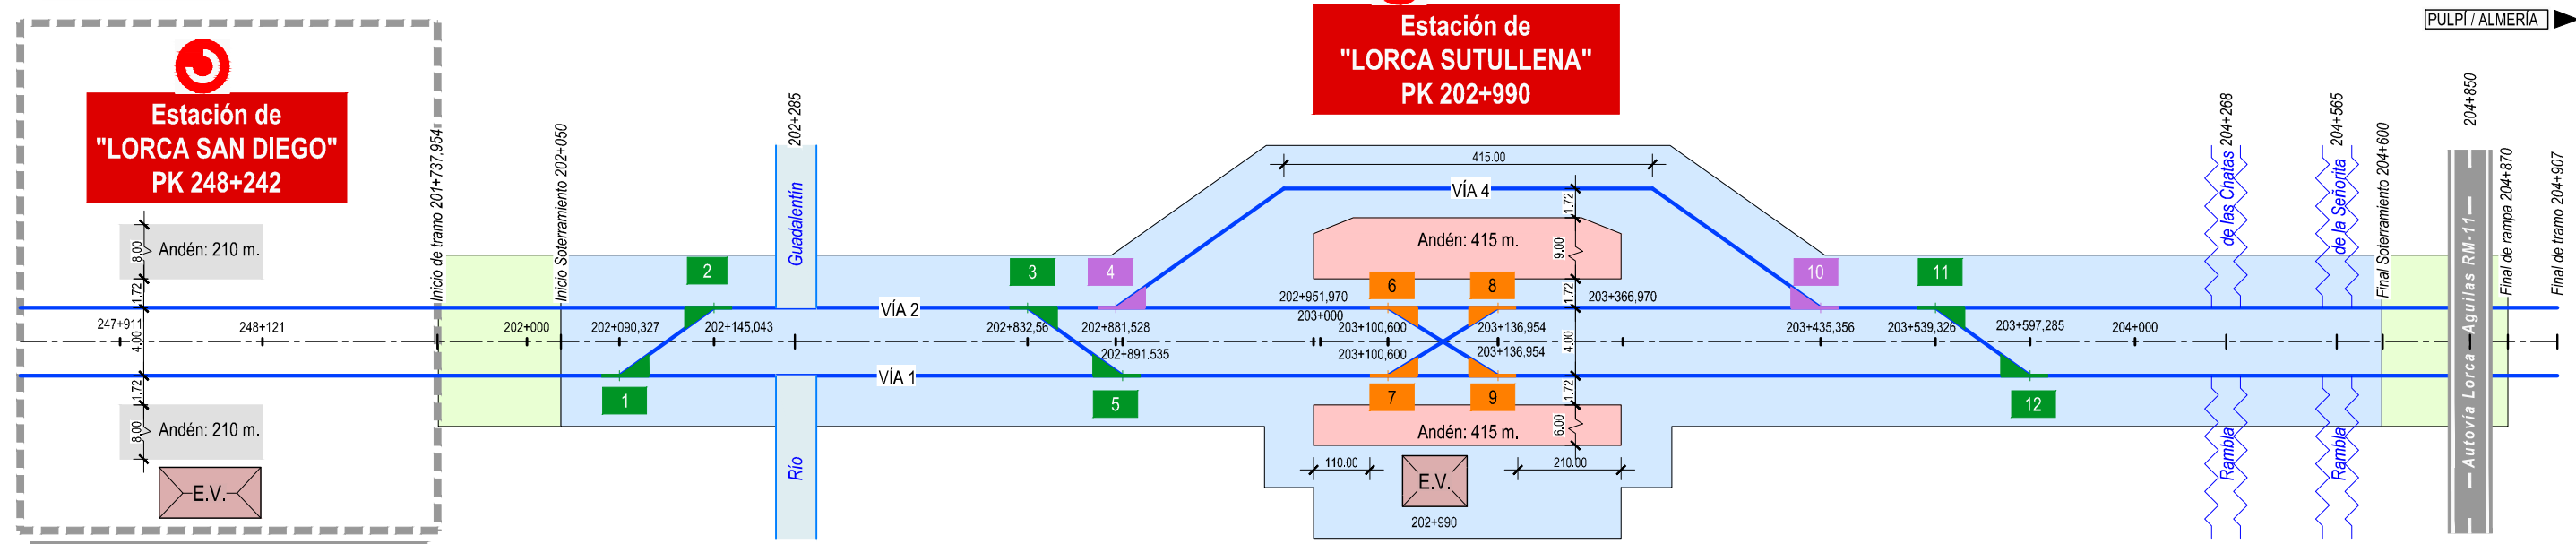 Estación de
"LORCA SUTULLENA"
PK 202+990
PULPÍ / ALMERÍA
Estación de
"LORCA SAN DIEGO"
PK 248+242
Inicio de tramo 201+737,954
Inicio Soterramiento 202+050
202+285
Guadalentín
Rio
415.00
VÍA 4
1.72
Andén: 415 m.
9.00
1.72
de las Chatas 204+268
de la Señorita 204+565
Final Soterramiento 204+600
204+850
Autovía Lorca - Aguilas RM-11
Final de rampa 204+870
Final de tramo 204+907
8.00
Andén: 210 m.
1.72
2
3
4
6
8
10
11
VÍA 2
202+951,970
203+366,970
203+000
247+911
248+121
4.00
202+000
202+090,327
202+145,043
202+832,56
202+881,528
203+100,600
203+136,954
4.00
203+435,356
203+539,326
203+597,285
204+000
202+891.535
203+100,600
203+136,954
VÍA 1
1.72
1
5
7
9
1.72
12
8.00
Andén: 210 m.
6.00
Andén: 415 m.
Rambla
Rambla
110.00
210.00
E.V.
E.V.
202+990